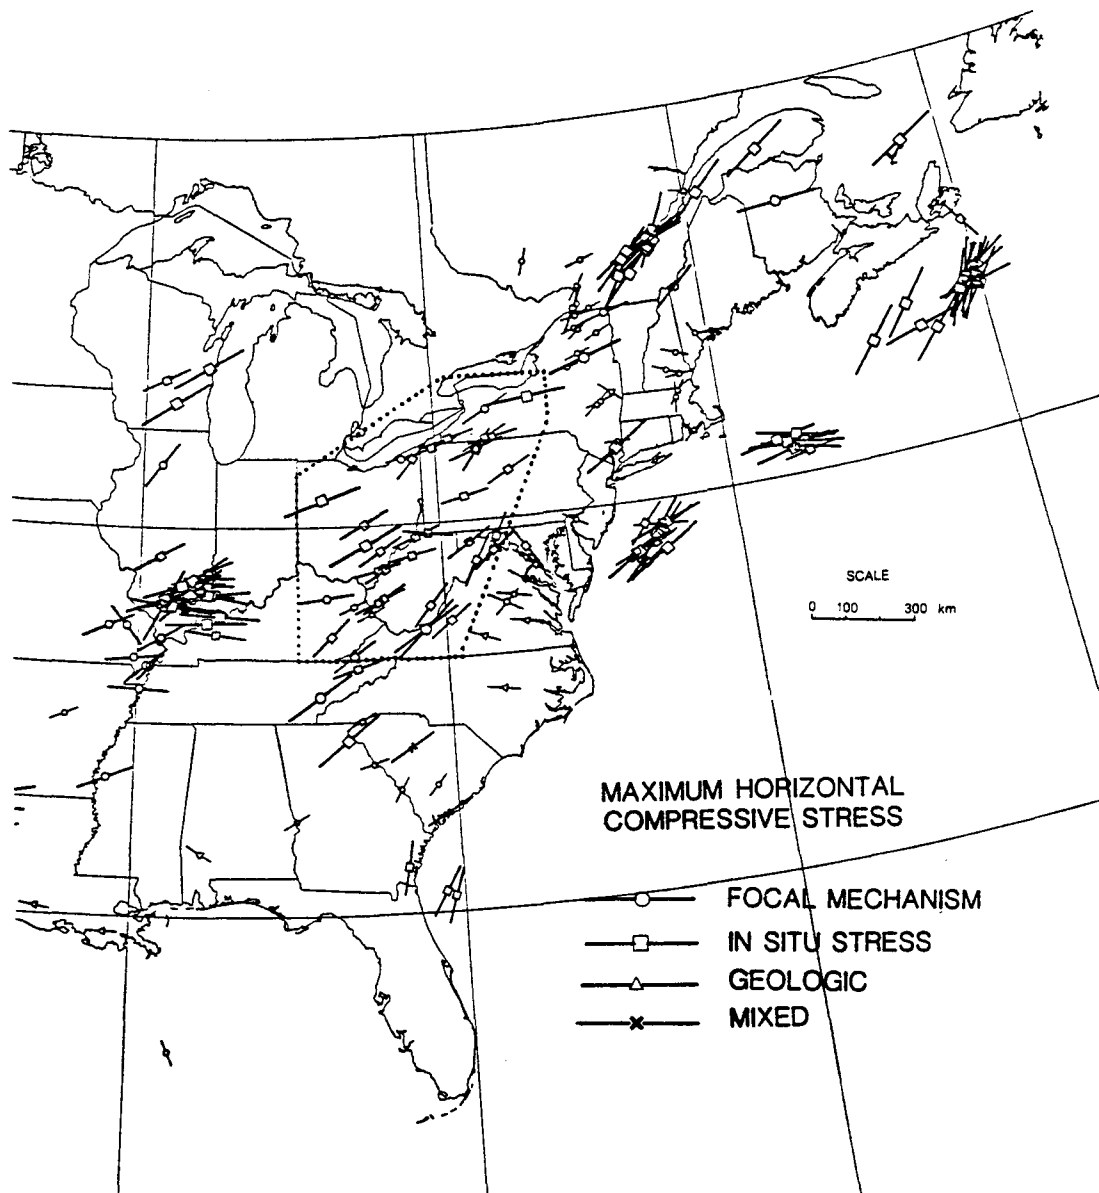 SCALE
0 100 300 km
MAXIMUM HORIZONTAL
COMPRESSIVE STRESS
FOCAL MECHANISM
IN SITU STRESS
GEOLOGIC
MIXED